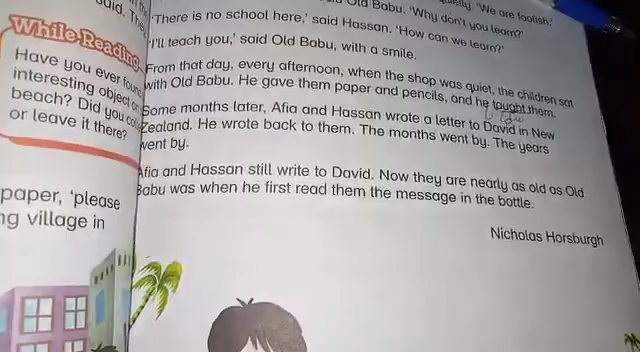 quietly. 'We are foolish.'
Old Babu. 'Why don't you learn?'
said. The
'There is no school here,' said Hassan. 'How can we learn?'
'I'll teach you,' said Old Babu, with a smile.
From that day, every afternoon, when the shop was quiet, the children sat
with Old Babu. He gave them paper and pencils, and he taught them.
Some months later, Afia and Hassan wrote a letter to David in New
Zealand. He wrote back to them. The months went by. The years
went by.
Afia and Hassan still write to David. Now they are nearly as old as Old
Babu was when he first read them the message in the bottle.
Nicholas Horsburgh
While Reading
Have you ever found
interesting object on
beach? Did you
or leave it there?
paper, 'please
ng village in